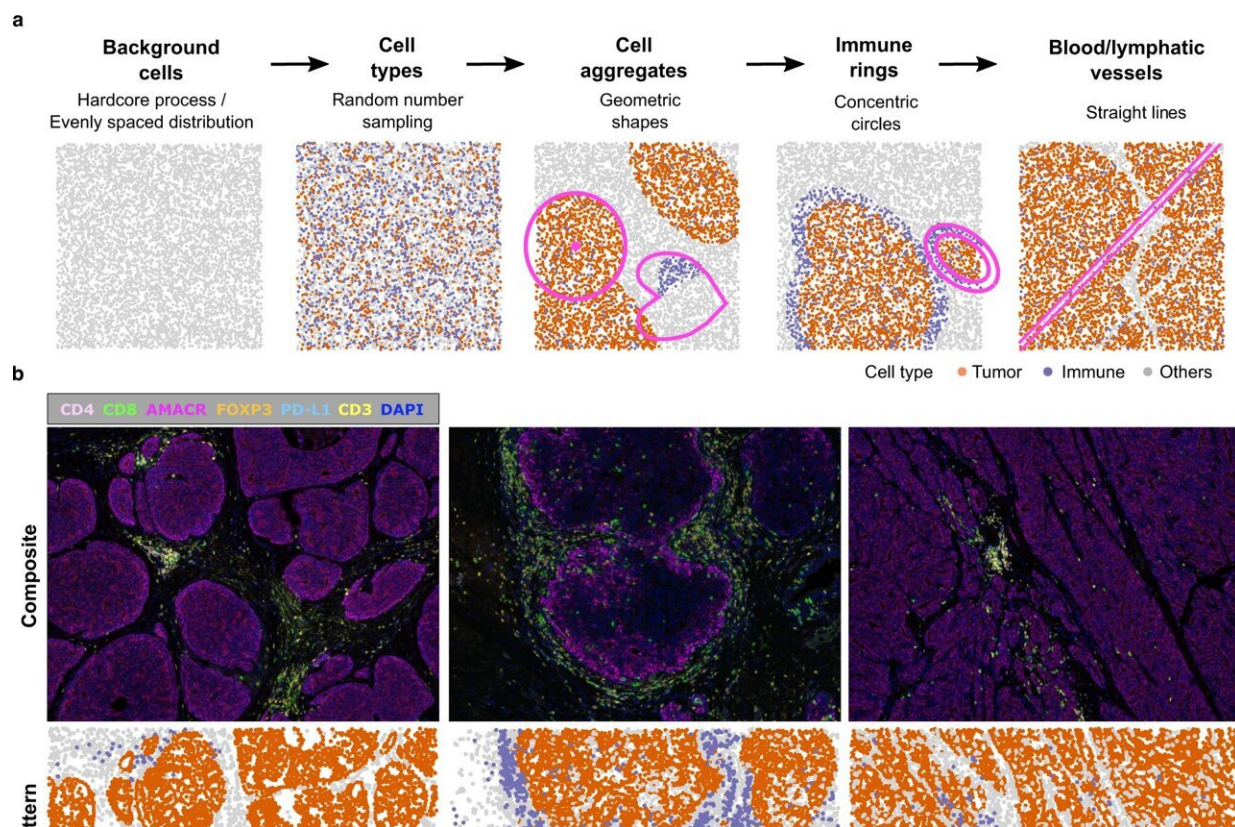 a
Background
cells
Hardcore process /
Evenly spaced distribution
Cell
types
Random number
sampling
Cell
aggregates
Geometric
shapes
Immune
rings
Concentric
circles
Blood/lymphatic
vessels
Straight lines
Cell type Tumor Immune Others
b
CD4 CD8 AMACR FOXP3 PD-L1 CD3 DAPI
Composite
ttern